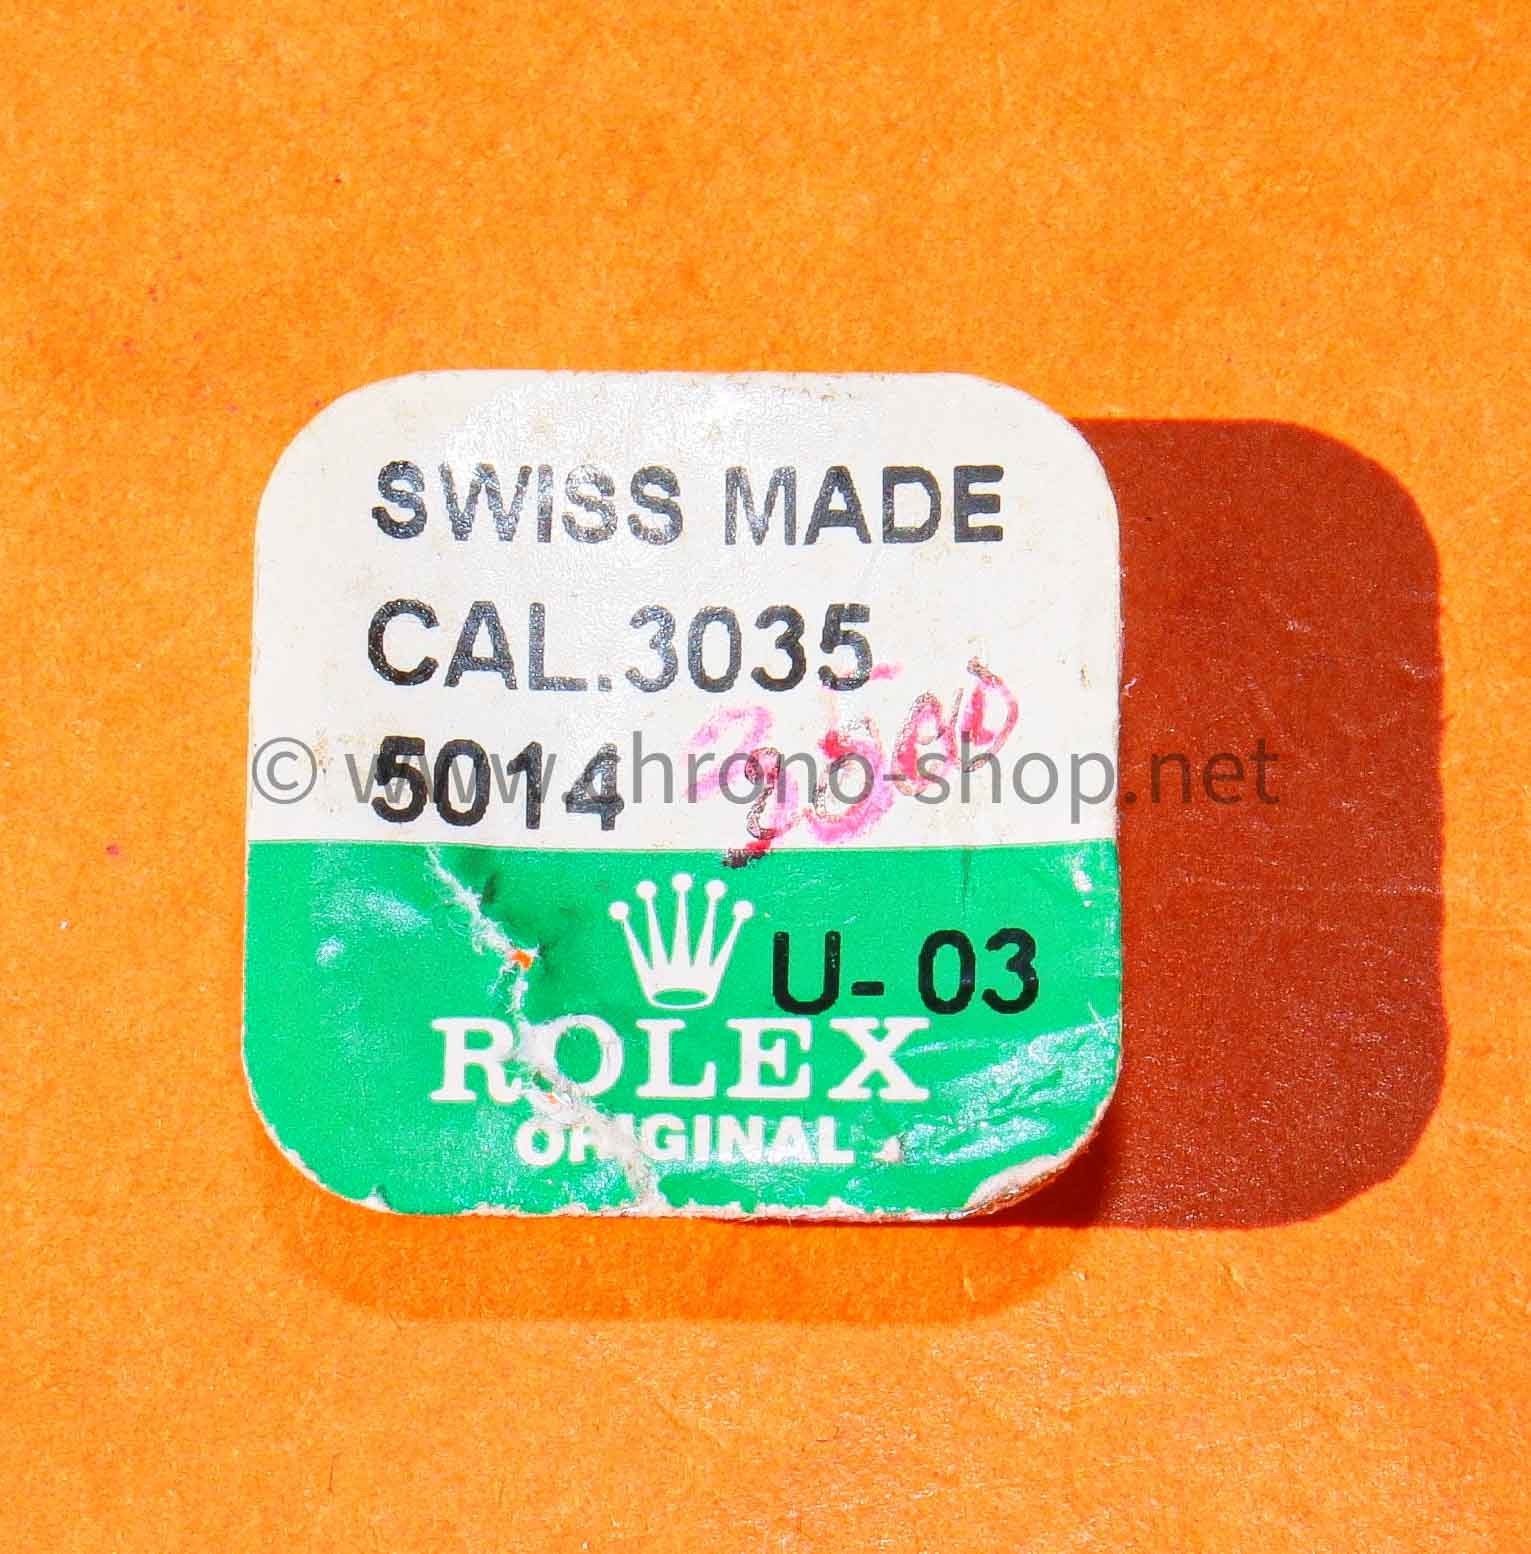 SWISS MADE
CAL.3035
5014
© www.chrono-shop.net
U- 03
ROLEX
ORIGINAL